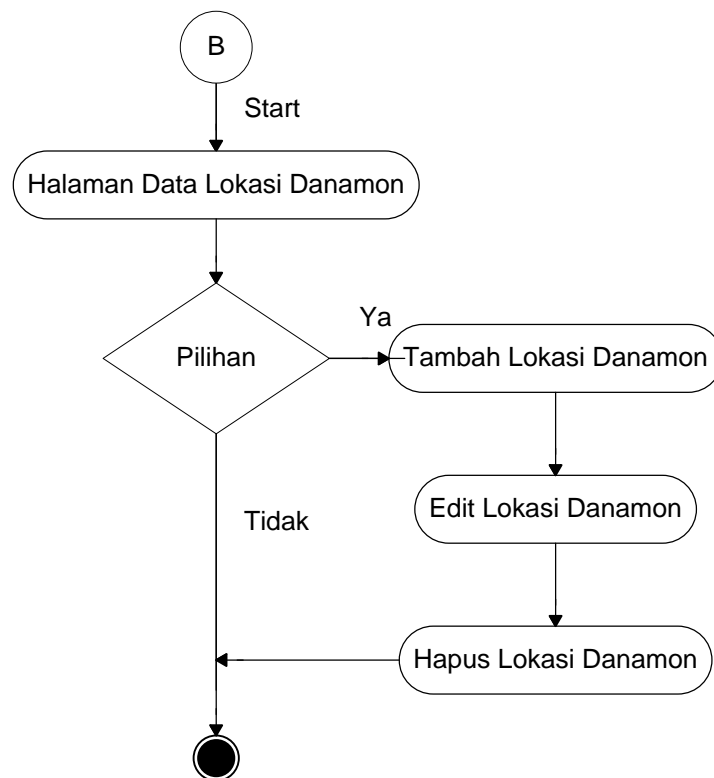 B
Start
Halaman Data Lokasi Danamon
Ya
Pilihan
Tambah Lokasi Danamon
Edit Lokasi Danamon
Tidak
Hapus Lokasi Danamon